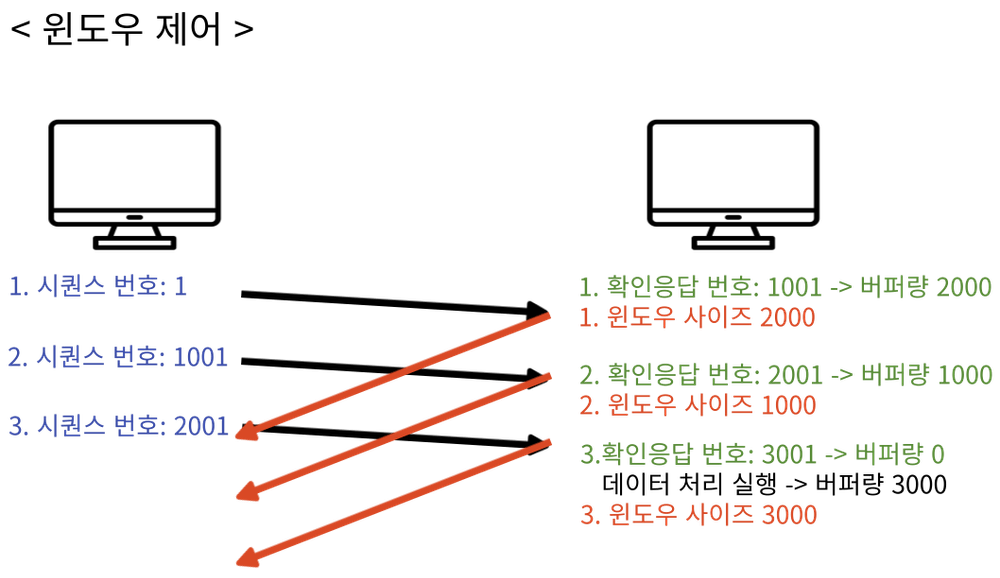 < 윈도우 제어 >
1. 시퀀스 번호: 1
2. 시퀀스 번호: 1001
3. 시퀀스 번호: 2001
1. 확인응답 번호: 1001 -> 버퍼량 2000
1. 윈도우 사이즈 2000
2. 확인응답 번호: 2001 -> 버퍼량 1000
2. 윈도우 사이즈 1000
3.확인응답 번호: 3001 -> 버퍼량 0
데이터 처리 실행 -> 버퍼량 3000
3. 윈도우 사이즈 3000